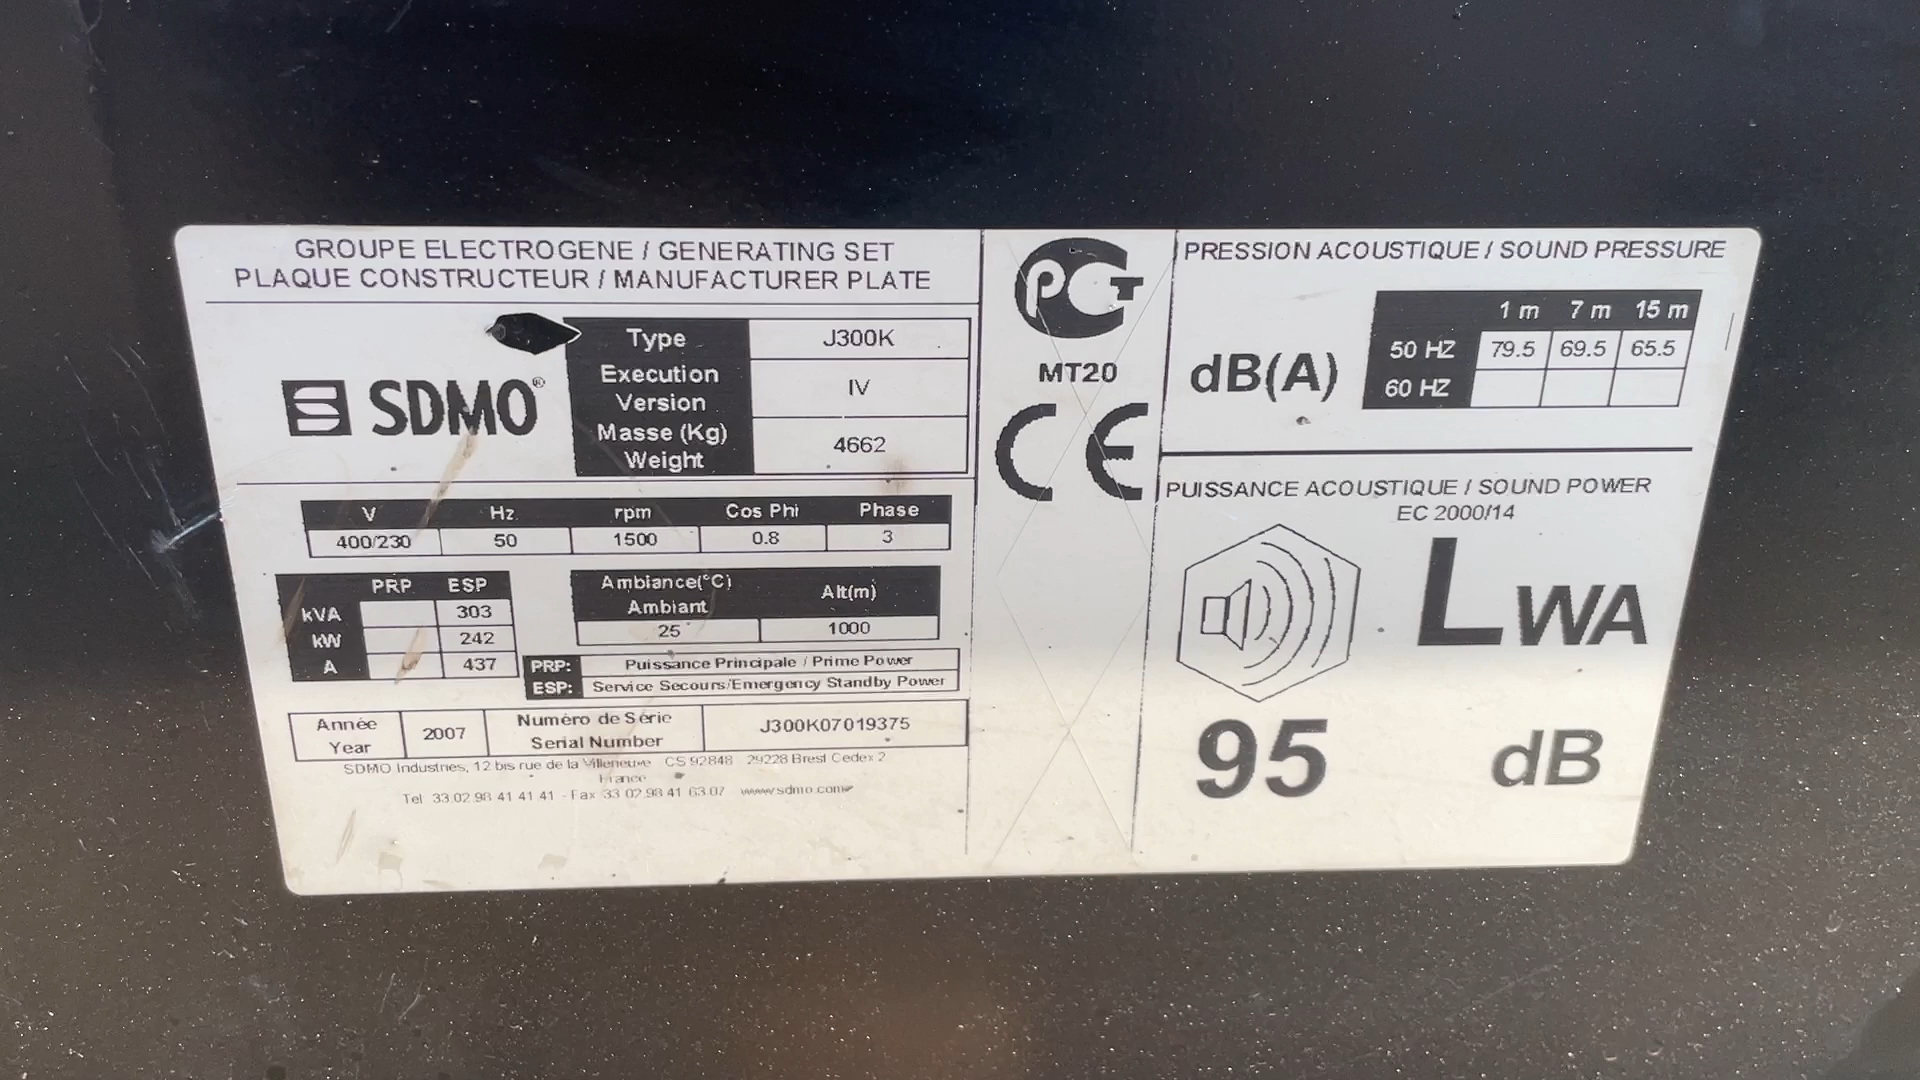 GROUPE ELECTROGENE / GENERATING SET
PLAQUE CONSTRUCTEUR / MANUFACTURER PLATE
SDMO®
Type J300K
Execution Version IV
Masse (Kg) Weight 4662
V Hz rpm Cos Phi Phase
400/230 50 1500 0.8 3
PRP ESP
kVA 303
kW 242
A 437
Ambiance(°C) Ambiant Alt(m)
25 1000
PRP: Puissance Principale / Prime Power
ESP: Service Secours/Emergency Standby Power
Année Year 2007 Numéro de Série Serial Number J300K07019375
SDMO Industries, 12 bis rue de la Villeneuve CS 92848 29228 Brest Cedex 2
France
Tel 33.02.98 41 41 41 - Fax 33 02 98 41 63.07 www.sdmo.com
РСТ
MT20
CE
PRESSION ACOUSTIQUE / SOUND PRESSURE
dB(A)
1 m 7 m 15 m
50 HZ 79.5 69.5 65.5
60 HZ
PUISSANCE ACOUSTIQUE / SOUND POWER
EC 2000/14
LWA
95 dB